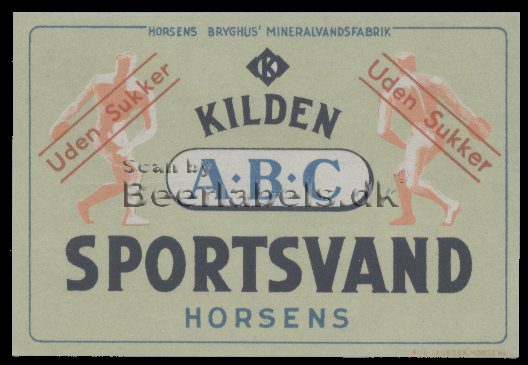 HORSENS BRYGHUS' MINERALVANDSFABRIK
K
KILDEN
Uden Sukker
Uden Sukker
Scan by
A·B·C
Beerlabels.dk
SPORTSVAND
HORSENS